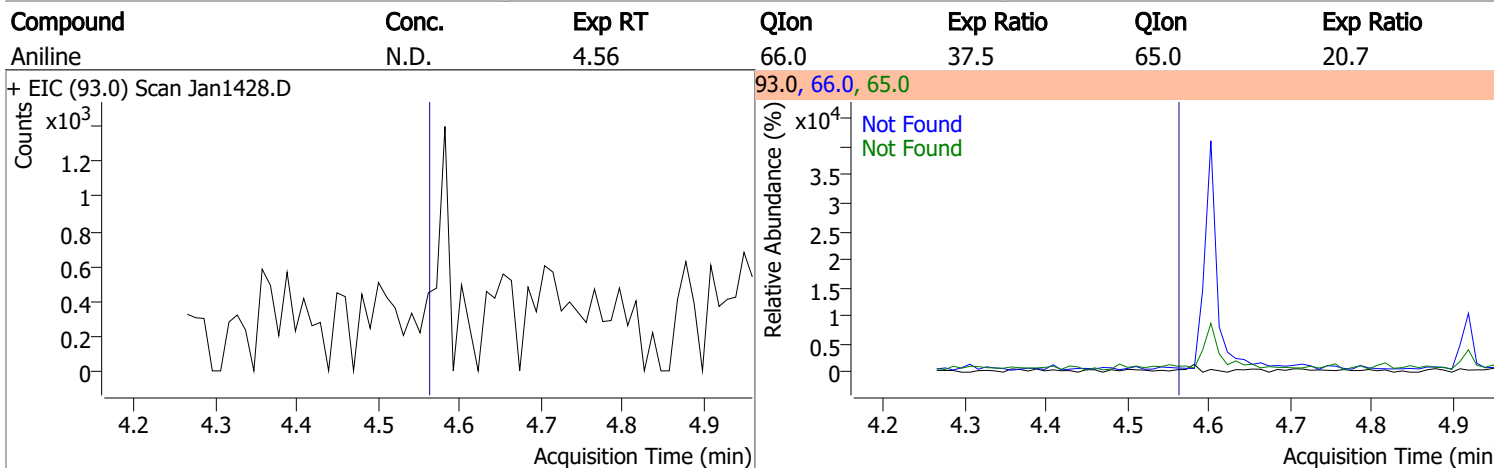 Compound Conc. Exp RT QIon Exp Ratio QIon Exp Ratio
Aniline N.D. 4.56 66.0 37.5 65.0 20.7
+ EIC (93.0) Scan Jan1428.D
Counts
x10³
1.2
1
0.8
0.6
0.4
0.2
0
4.2 4.3 4.4 4.5 4.6 4.7 4.8 4.9
Acquisition Time (min)
93.0, 66.0, 65.0
Relative Abundance (%)
x10⁴
Not Found
Not Found
3.5
3
2.5
2
1.5
1
0.5
0
4.2 4.3 4.4 4.5 4.6 4.7 4.8 4.9
Acquisition Time (min